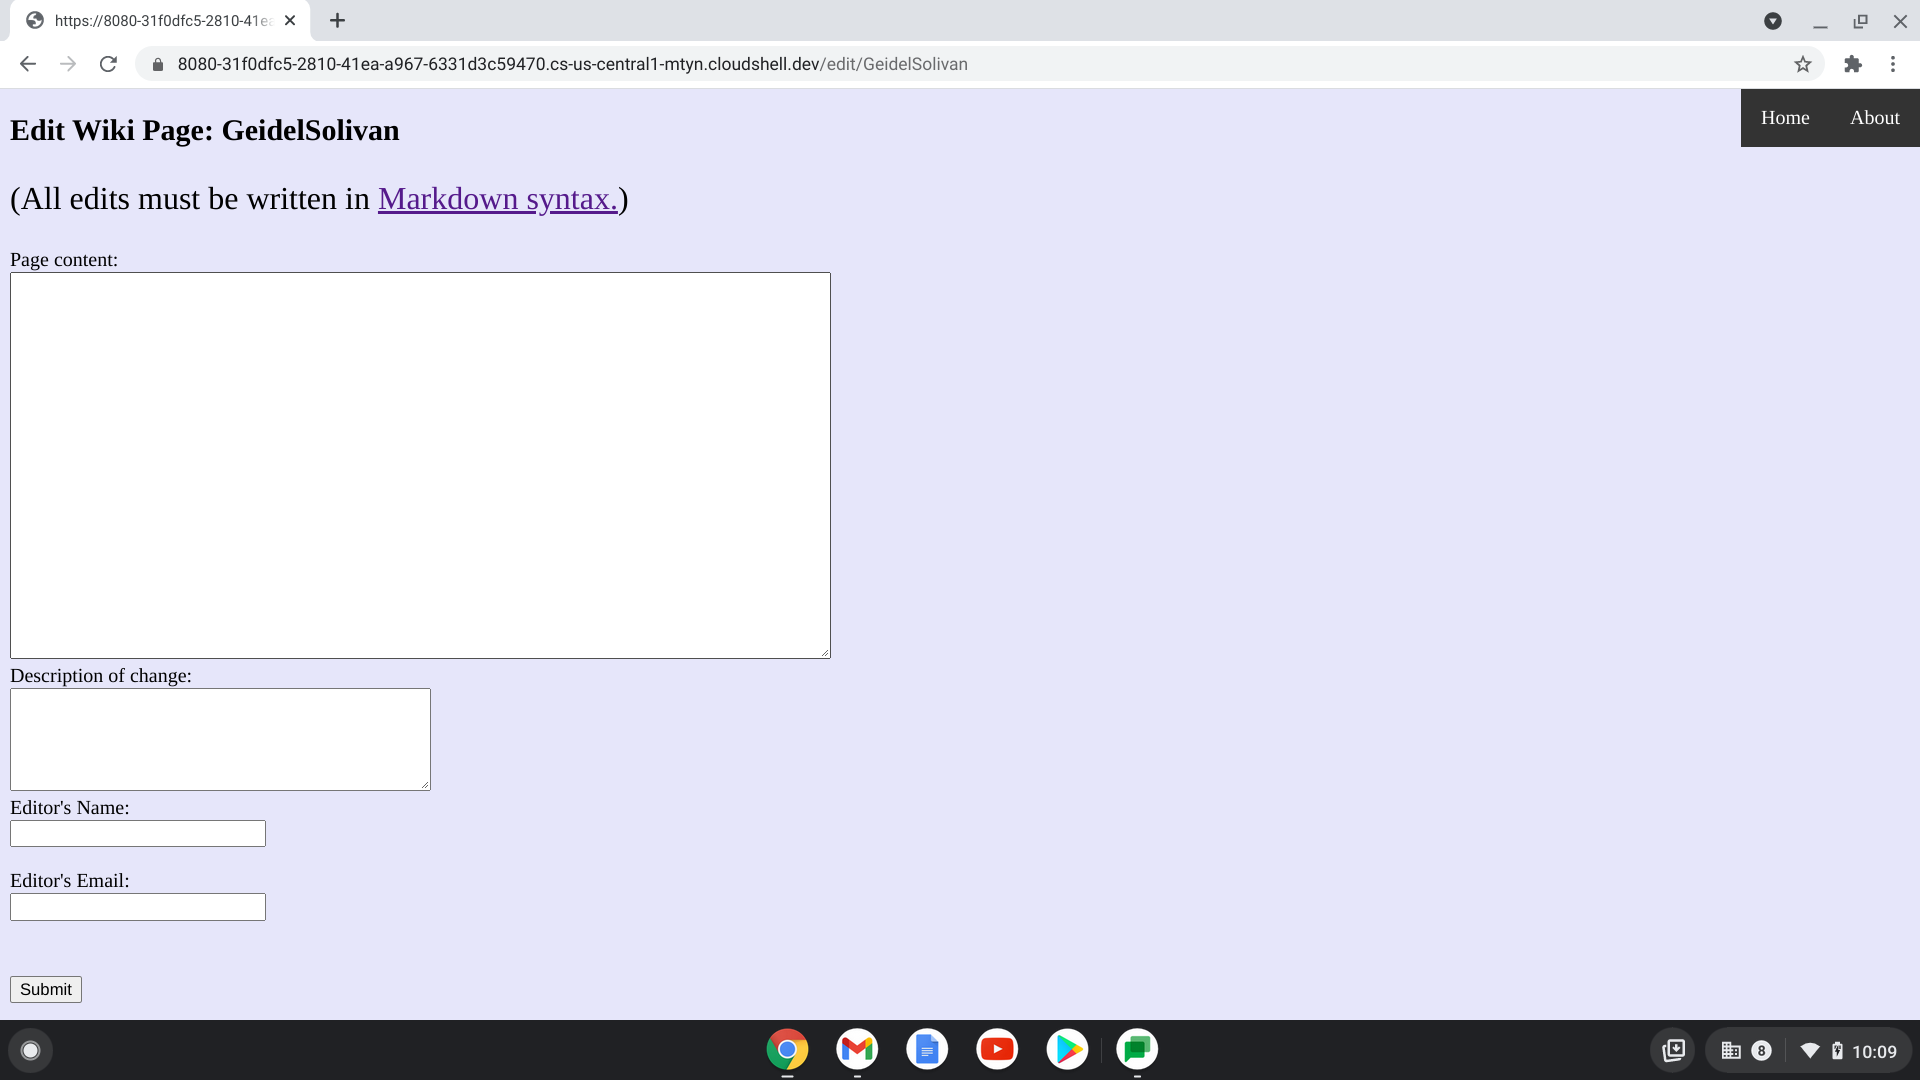 https://8080-31f0dfc5-2810-41ea
8080-31f0dfc5-2810-41ea-a967-6331d3c59470.cs-us-central1-mtyn.cloudshell.dev/edit/GeidelSolivan
Home About
Edit Wiki Page: GeidelSolivan
(All edits must be written in Markdown syntax.)
Page content:
Description of change:
Editor's Name:
Editor's Email:
Submit
8 10:09